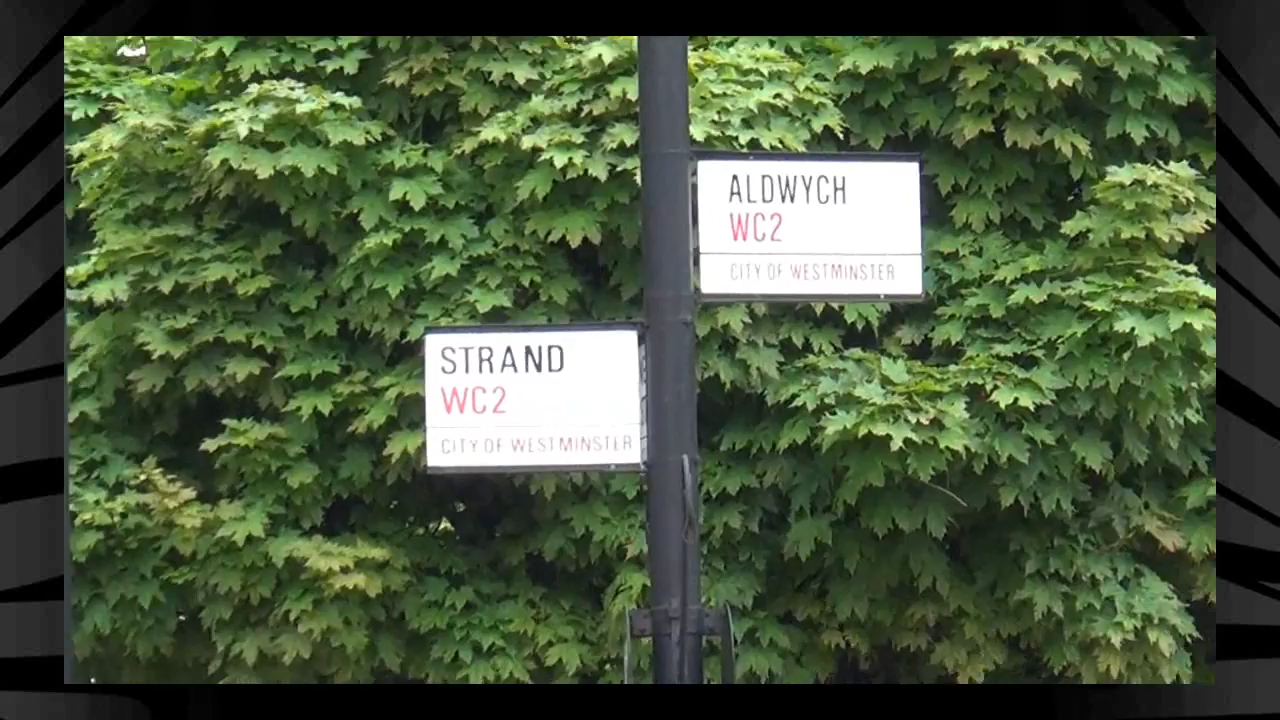 ALDWYCH
WC2
CITY OF WESTMINSTER
STRAND
WC2
CITY OF WESTMINSTER